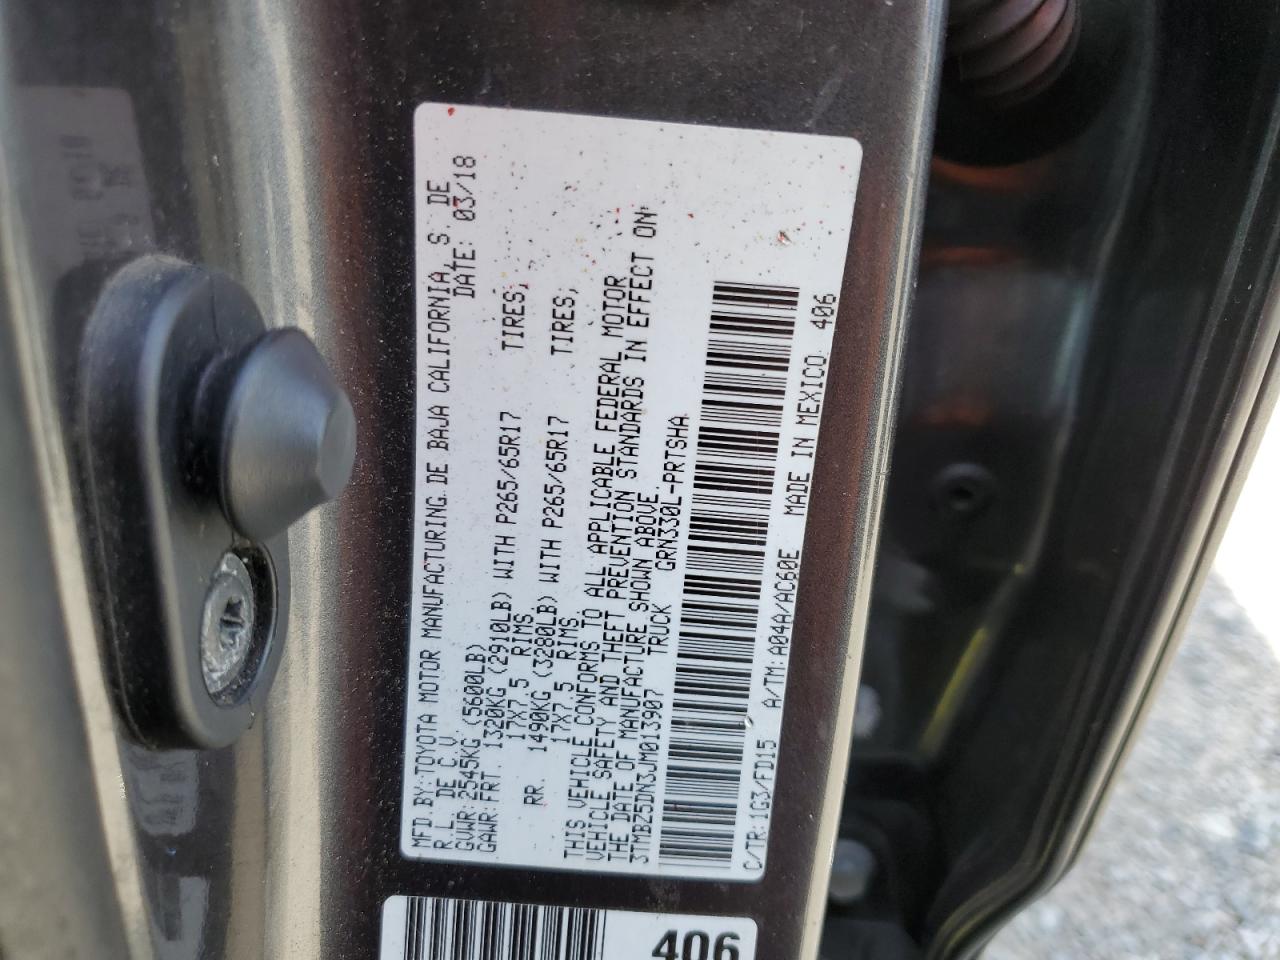 MFD.BY:TOYOTA MOTOR MANUFACTURING DE BAJA CALIFORNIA, S. DE
R.L. DE C.V. DATE: 03/18
GVWR:2545KG (5600LB)
GAWR:FRT. 1320KG (2910LB) WITH P265/65R17 TIRES,
17X7.5 RIMS
RR. 1490KG (3280LB) WITH P265/65R17 TIRES,
17X7.5 RIMS
THIS VEHICLE CONFORMS TO ALL APPLICABLE FEDERAL MOTOR
VEHICLE SAFETY AND THEFT PREVENTION STANDARDS IN EFFECT ON
THE DATE OF MANUFACTURE SHOWN ABOVE.
3TMBZ5DN3JM013907 TRUCK GRN330L-PRTSHA
C/TR:1G3/FD15 A/TM:A04A/AC60E MADE IN MEXICO 406
406